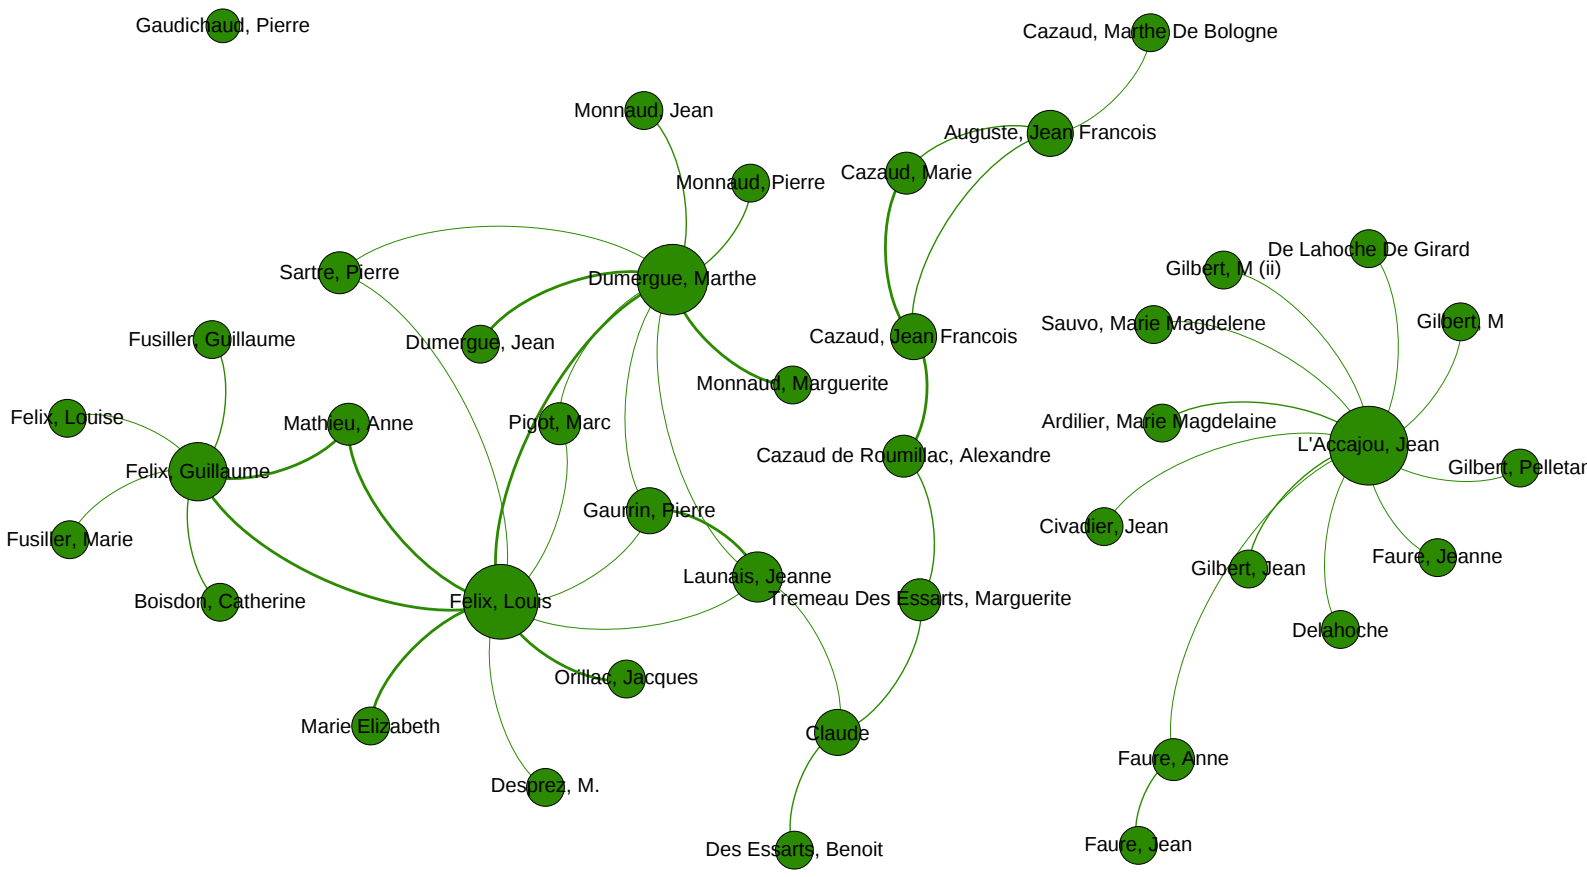 Gaudichaud, Pierre
Cazaud, Marthe De Bologne
Monnaud, Jean
Auguste, Jean Francois
Cazaud, Marie
Monnaud, Pierre
De Lahoche De Girard
Gilbert, M (ii)
Sartre, Pierre
Dumergue, Marthe
Gilbert, M
Sauvo, Marie Magdelene
Cazaud, Jean Francois
Fusiller, Guillaume
Dumergue, Jean
Monnaud, Marguerite
Felix, Louise
Mathieu, Anne
Pigot, Marc
Ardilier, Marie Magdelaine
L'Accajou, Jean
Cazaud de Roumillac, Alexandre
Gilbert, Pelletan
Felix, Guillaume
Gaurrin, Pierre
Civadier, Jean
Fusiller, Marie
Faure, Jeanne
Gilbert, Jean
Launais, Jeanne
Tremeau Des Essarts, Marguerite
Boisdon, Catherine
Felix, Louis
Delahoche
Orillac, Jacques
Marie Elizabeth
Claude
Faure, Anne
Desprez, M.
Faure, Jean
Des Essarts, Benoit